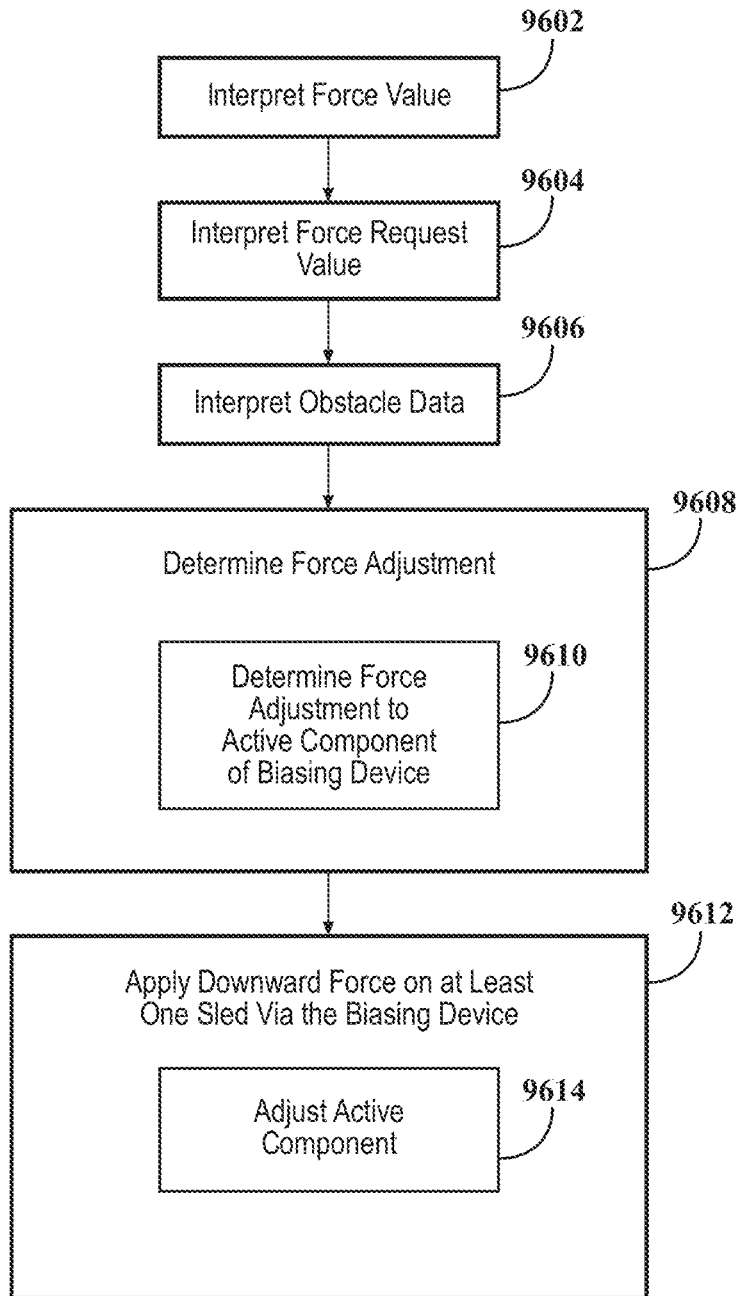 9602
Interpret Force Value
9604
Interpret Force Request
Value
9606
Interpret Obstacle Data
9608
Determine Force Adjustment
9610
Determine Force
Adjustment to
Active Component
of Biasing Device
9612
Apply Downward Force on at Least
One Sled Via the Biasing Device
9614
Adjust Active
Component